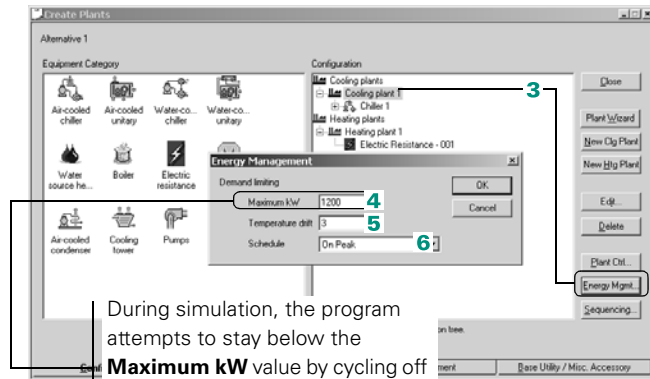 Create Plants
Alternative 1
Equipment Category
Configuration
Air-cooled chiller
Air-cooled unitary
Water-co... chiller
Water-co... unitary
Water source he...
Boiler
Electric resistance
Air-cooled condenser
Cooling tower
Pumps
Cooling plants
Cooling plant 1
Chiller 1
Heating plants
Heating plant 1
Electric Resistance - 001
3
Close
Plant Wizard
New Clg Plant
New Htg Plant
Edit...
Delete
Plant Ctrl...
Energy Mgmt...
Sequencing...
Energy Management
Demand limiting
Maximum kW 1200 4
Temperature drift 3 5
Schedule On Peak 6
OK
Cancel
During simulation, the program
attempts to stay below the
Maximum kW value by cycling off
on tree.
Base Utility / Misc. Accessory